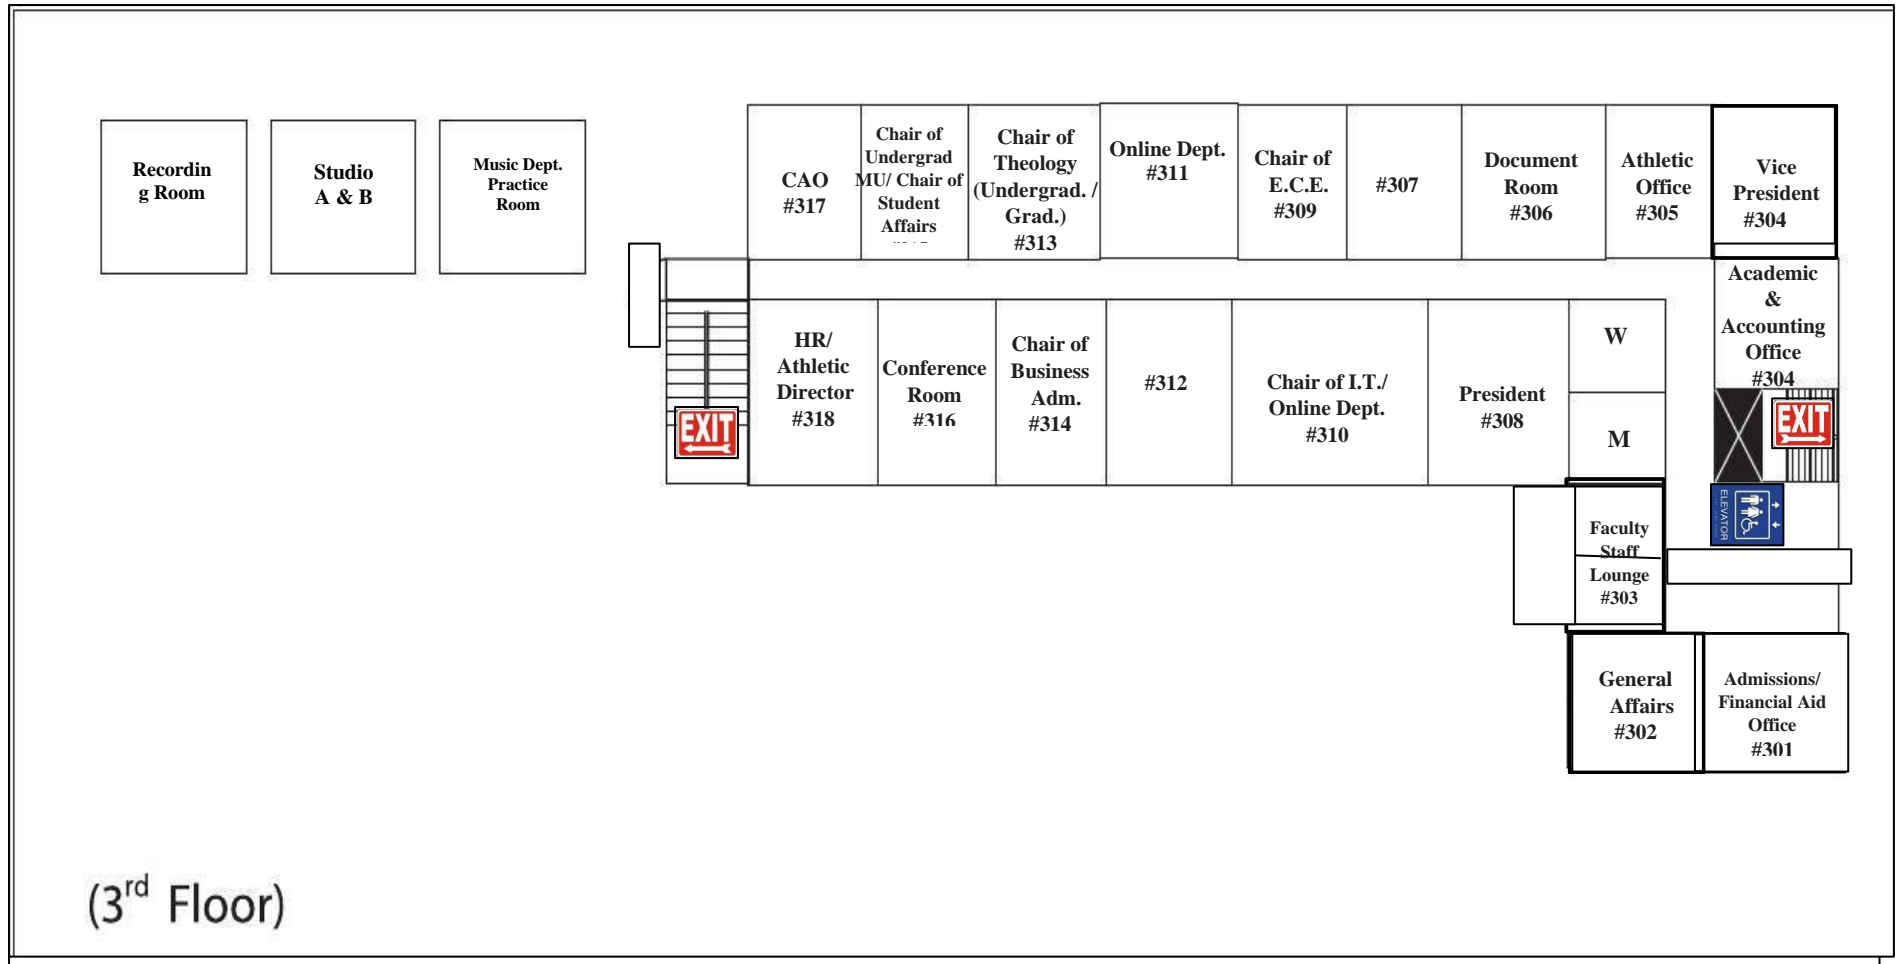 Recordin
g Room
Studio
A & B
Music Dept.
Practice
Room
CAO
#317
Chair of
Undergrad
MU/ Chair of
Student
Affairs
Chair of
Theology
(Undergrad. /
Grad.)
#313
Online Dept.
#311
Chair of
E.C.E.
#309
#307
Document
Room
#306
Athletic
Office
#305
Vice
President
#304
Academic
&
Accounting
Office
#304
HR/
Athletic
Director
#318
Conference
Room
#316
Chair of
Business
Adm.
#314
#312
Chair of I.T./
Online Dept.
#310
President
#308
W
M
EXIT
EXIT
ELEVATOR
Faculty
Staff
Lounge
#303
General
Affairs
#302
Admissions/
Financial Aid
Office
#301
(3rd Floor)